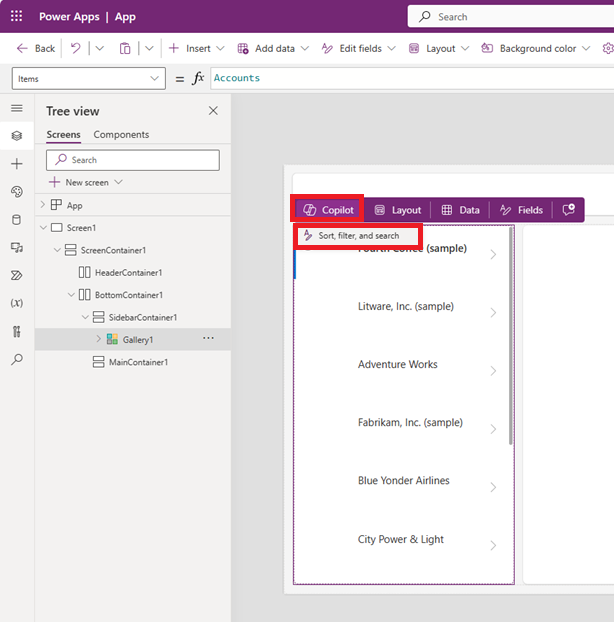 Power Apps | App
Search
Back
Insert
Add data
Edit fields
Layout
Background color
Items
= fx Accounts
Tree view
Screens Components
Search
New screen
App
Screen1
ScreenContainer1
HeaderContainer1
BottomContainer1
SidebarContainer1
Gallery1
MainContainer1
Copilot Layout Data Fields
Sort, filter, and search
Fourth Coffee (sample)
Litware, Inc. (sample)
Adventure Works
Fabrikam, Inc. (sample)
Blue Yonder Airlines
City Power & Light